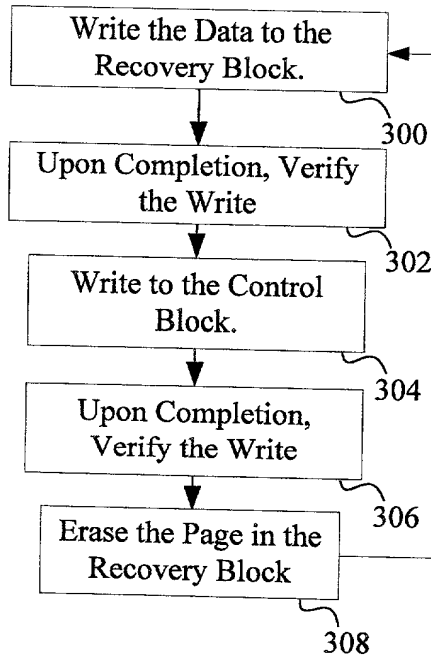 Write the Data to the
Recovery Block.
300
Upon Completion, Verify
the Write
302
Write to the Control
Block.
304
Upon Completion,
Verify the Write
306
Erase the Page in the
Recovery Block
308